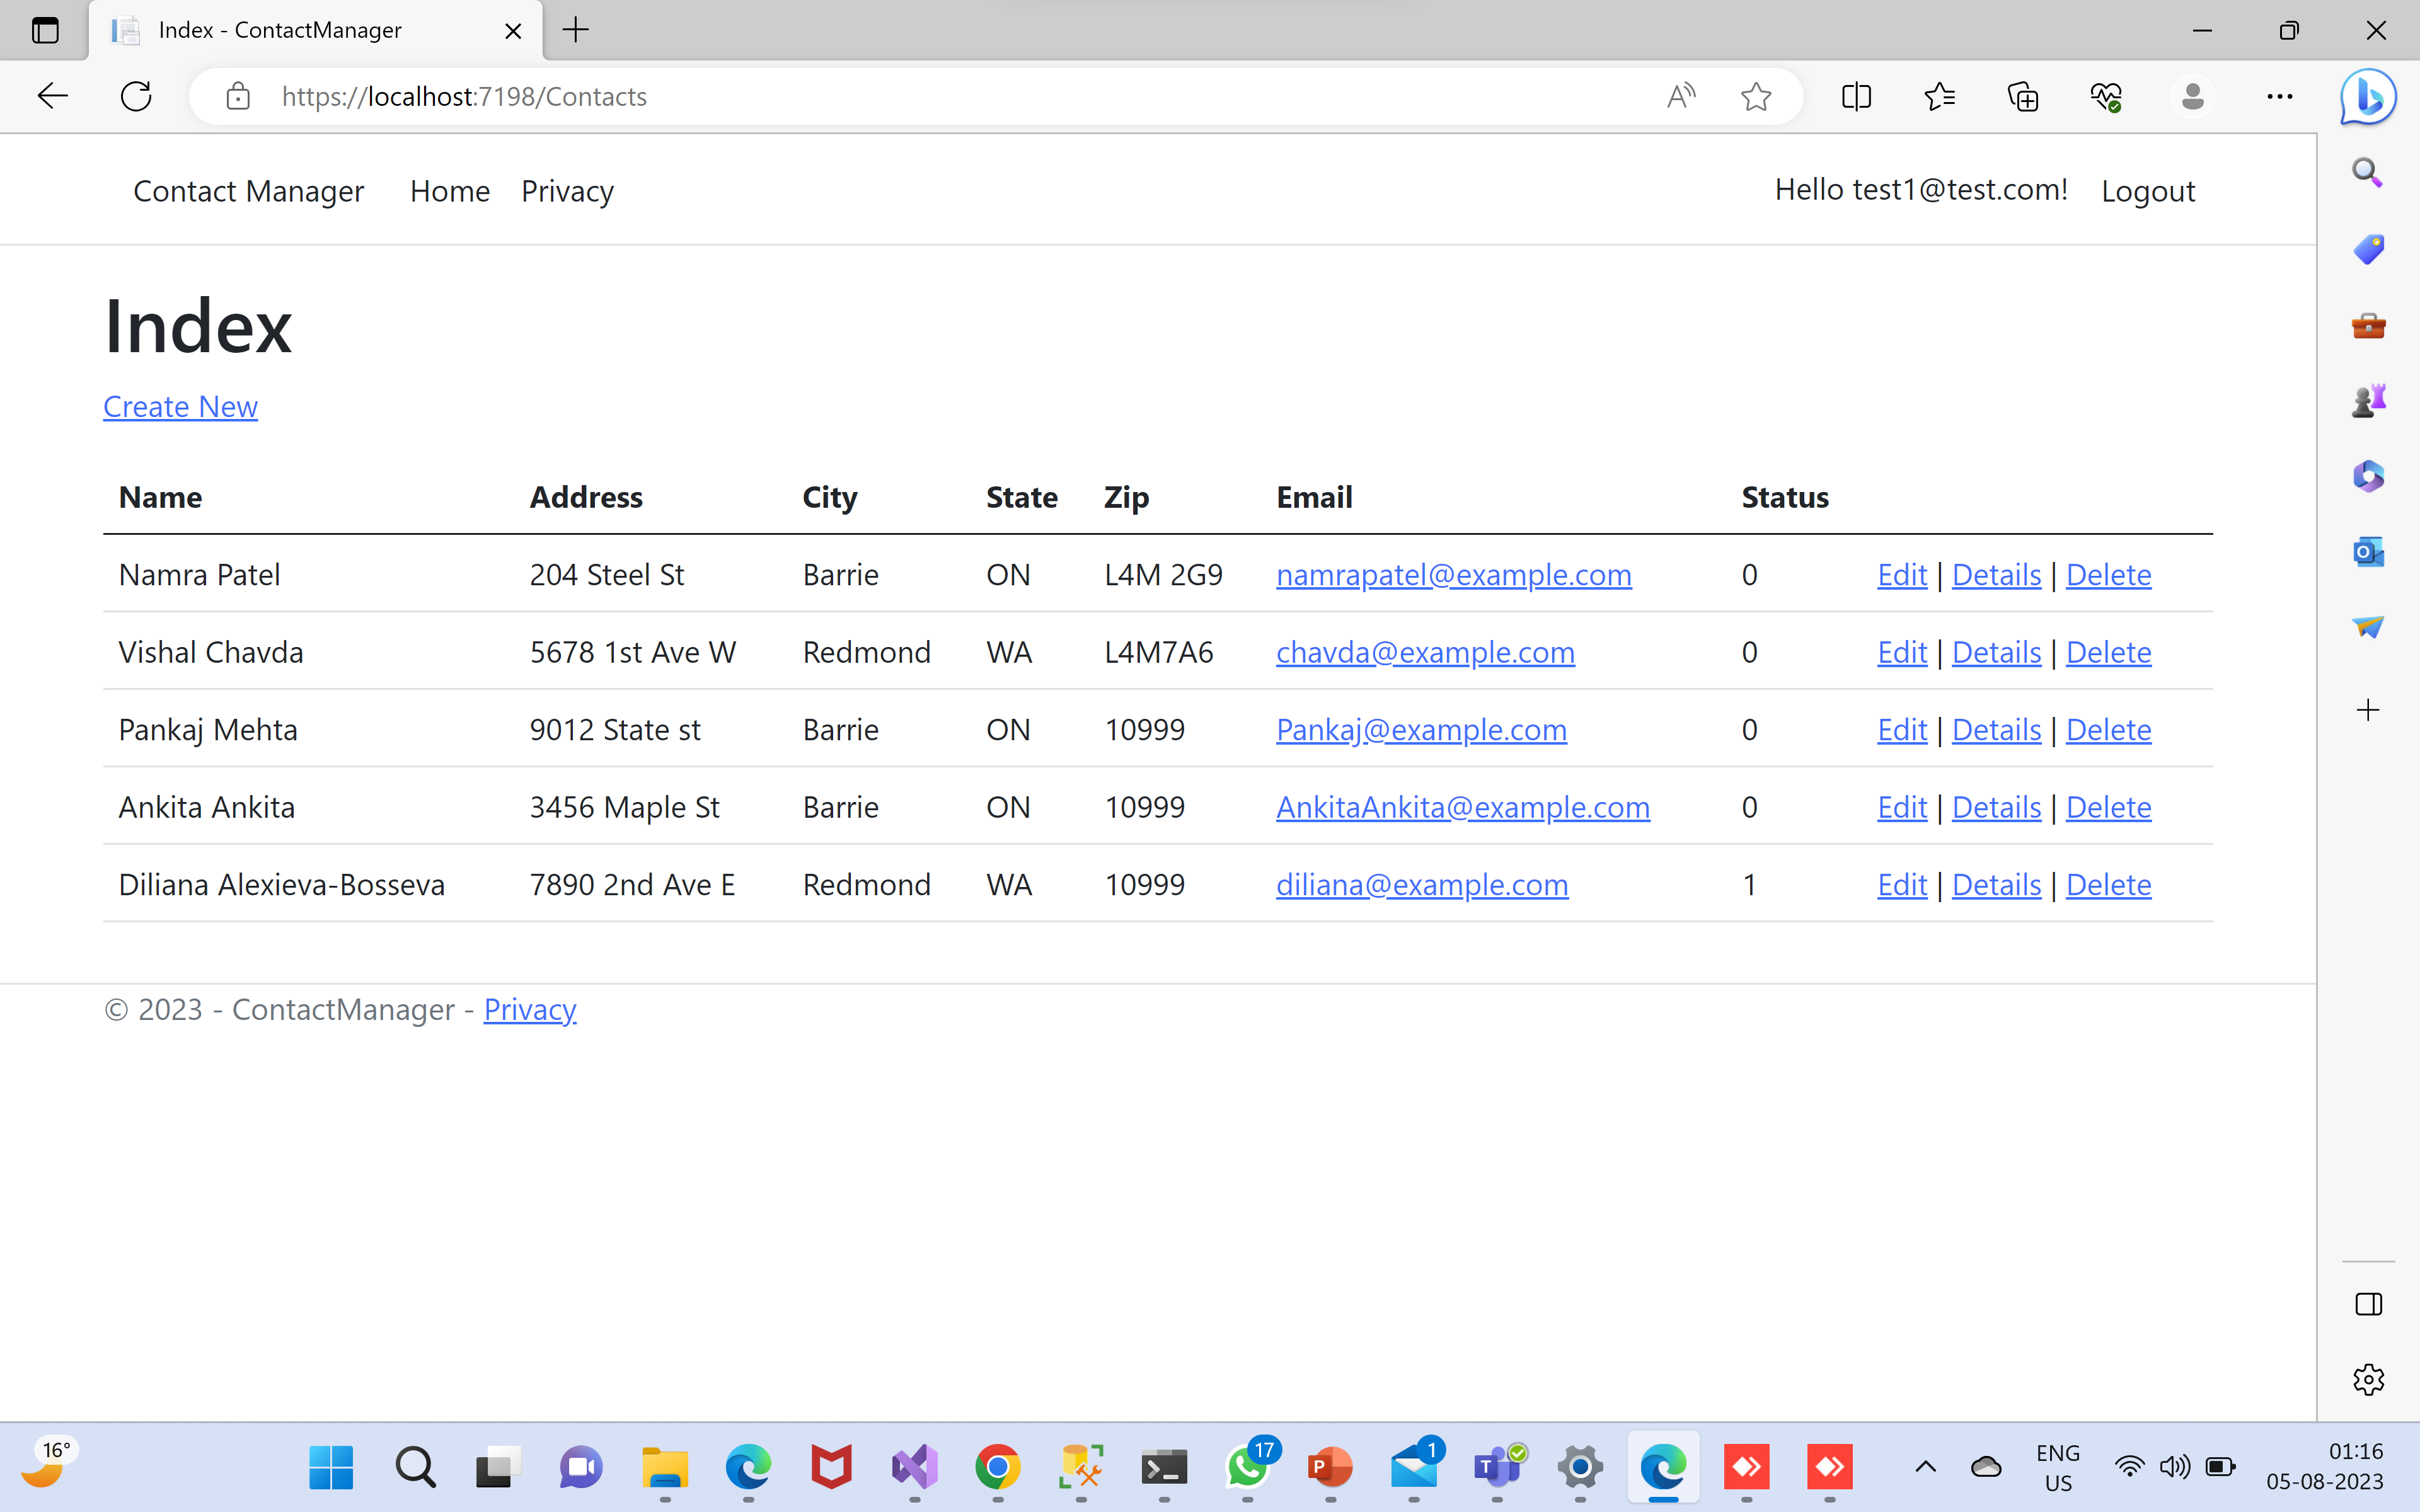 Index - ContactManager
https://localhost:7198/Contacts
Contact Manager Home Privacy Hello test1@test.com! Logout
Index
Create New
Name Address City State Zip Email Status
Namra Patel 204 Steel St Barrie ON L4M 2G9 namrapatel@example.com 0 Edit | Details | Delete
Vishal Chavda 5678 1st Ave W Redmond WA L4M7A6 chavda@example.com 0 Edit | Details | Delete
Pankaj Mehta 9012 State st Barrie ON 10999 Pankaj@example.com 0 Edit | Details | Delete
Ankita Ankita 3456 Maple St Barrie ON 10999 AnkitaAnkita@example.com 0 Edit | Details | Delete
Diliana Alexieva-Bosseva 7890 2nd Ave E Redmond WA 10999 diliana@example.com 1 Edit | Details | Delete
© 2023 - ContactManager - Privacy
16°
17
1
ENG
US
01:16
05-08-2023